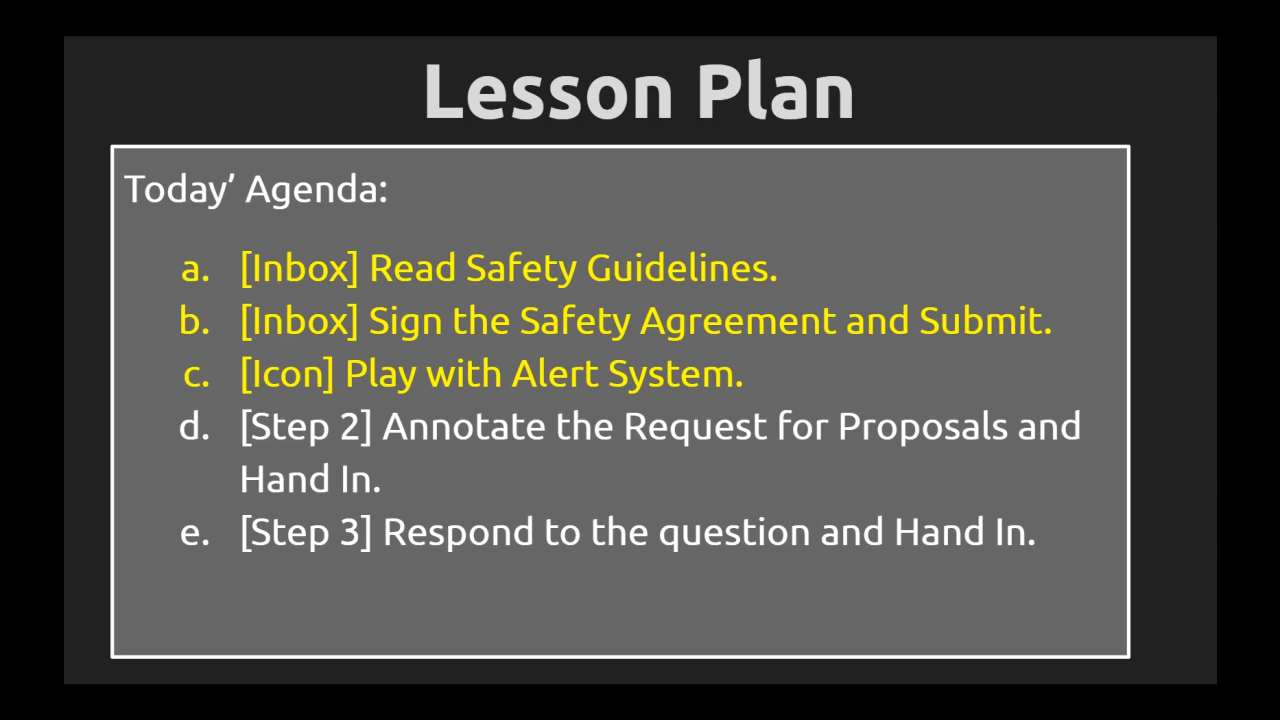 Lesson Plan
Today’ Agenda:
a. [Inbox] Read Safety Guidelines.
b. [Inbox] Sign the Safety Agreement and Submit.
c. [Icon] Play with Alert System.
d. [Step 2] Annotate the Request for Proposals and
Hand In.
e. [Step 3] Respond to the question and Hand In.